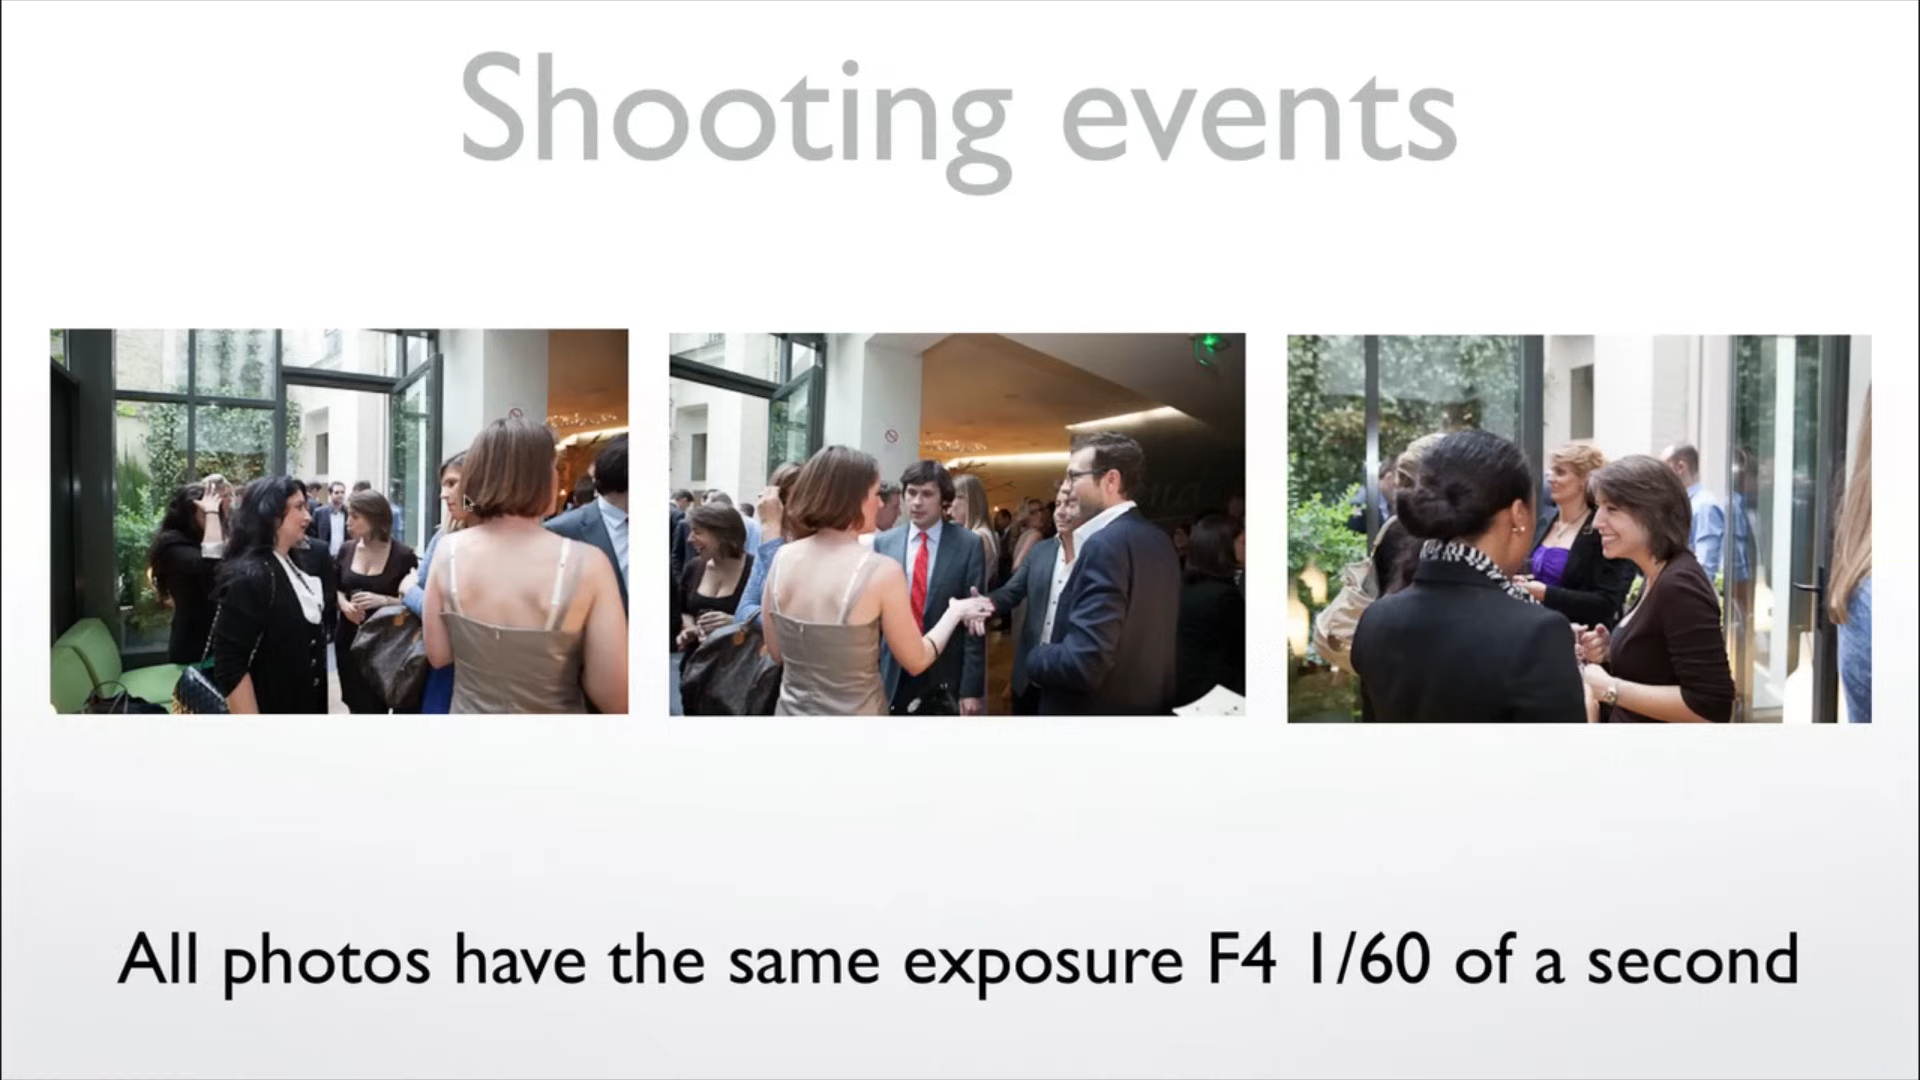 Shooting events
All photos have the same exposure F4 1/60 of a second